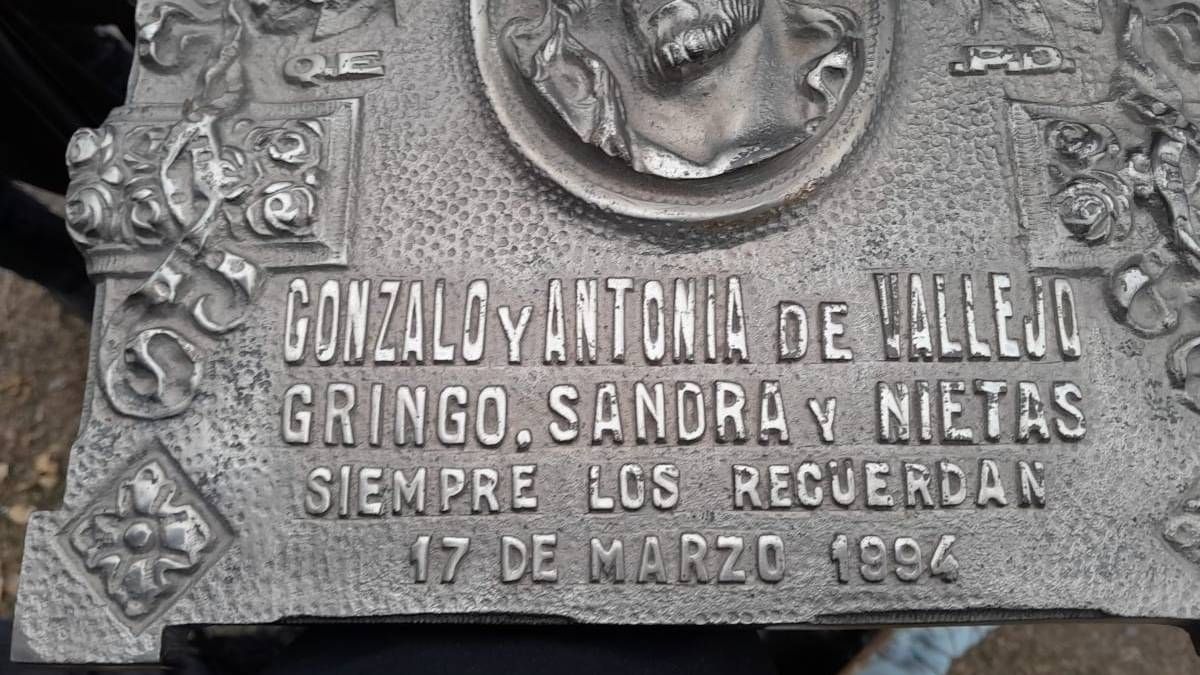 Q.E. .P.D.
GONZALO Y ANTONIA DE VALLEJO
GRINGO, SANDRA Y NIETAS
SIEMPRE LOS RECUERDAN
17 DE MARZO 1994